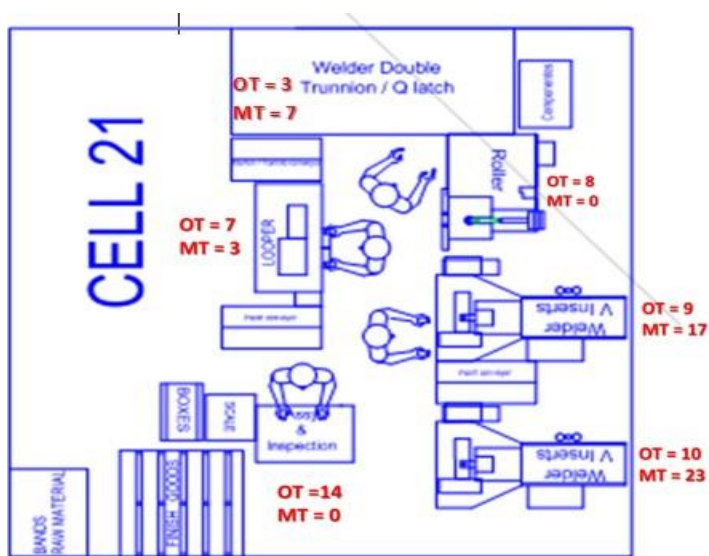 Welder Double
Trunnion / Q latch
OT = 3
MT = 7
Components
CELL 21
Roller
OT = 8
MT = 0
OT = 7
MT = 3
LOOPER
OT = 9
MT = 17
Welder
V Inserts
BOXES
SCALE
&
Inspection
OT = 10
MT = 23
Welder
V Inserts
FINISH GOODS
OT =14
MT = 0
BANDS
RAW MATERIAL